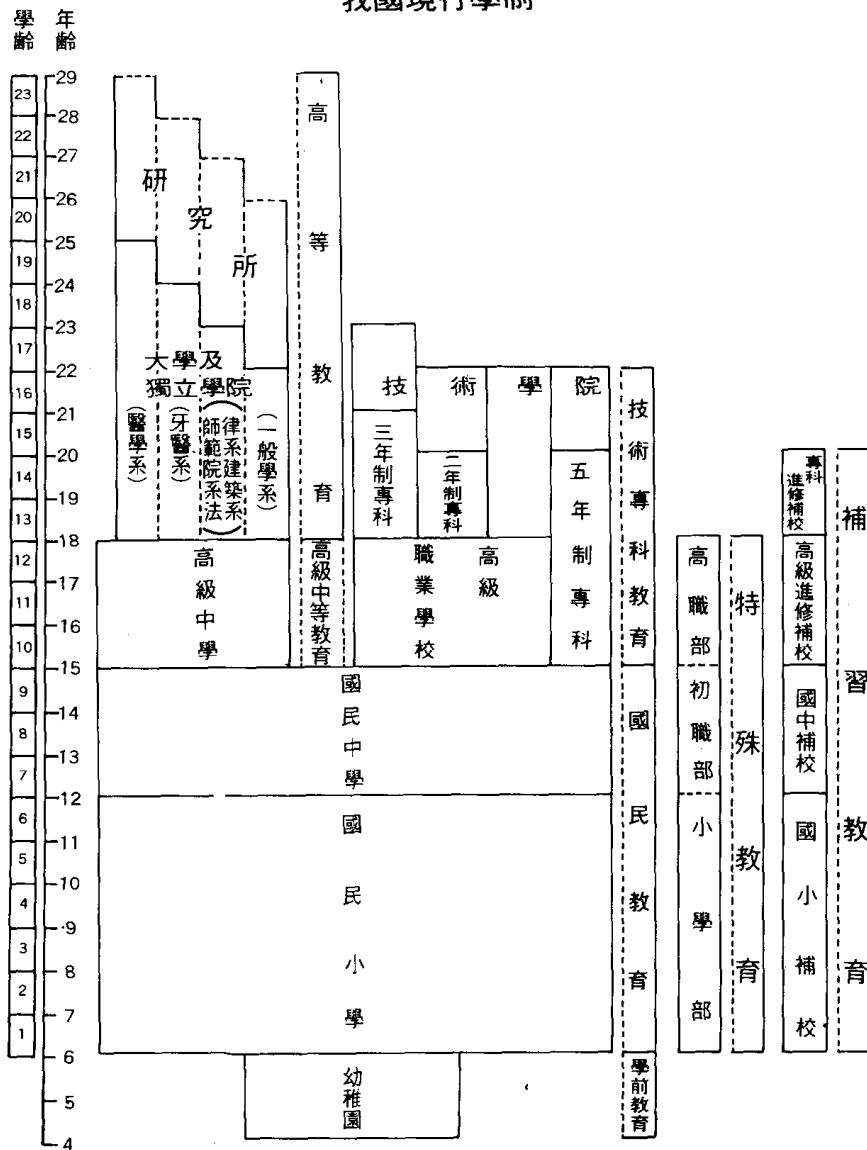 我國現行學制
學齡
年齡
29
28
27
26
25
24
23
22
21
20
19
18
17
16
15
14
13
12
11
10
9
8
7
6
5
4
23
22
21
20
19
18
17
16
15
14
13
12
11
10
9
8
7
6
5
4
3
2
1
研究所
大學及
獨立學院
(醫學系)
(牙醫系)
(師範院系法
律系建築系)
(一般學系)
高等教育
技術學院
三年制專科
二年制專科
五年制專科
技術專科教育
高級中學
高級中等教育
高級
職業學校
國民中學
國民小學
國民教育
幼稚園
學前教育
高職部
初職部
小學部
特殊教育
專科
進修補校
高級進修補校
國中補校
國小補校
補習教育